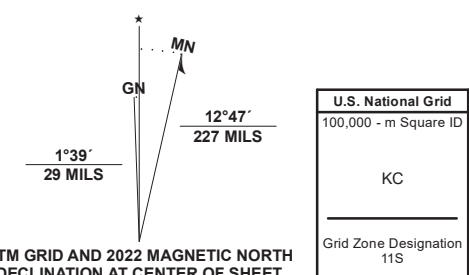 ★
MN
GN
12°47´
227 MILS
1°39´
29 MILS
TM GRID AND 2022 MAGNETIC NORTH
DECLINATION AT CENTER OF SHEET
U.S. National Grid
100,000 - m Square ID
KC
Grid Zone Designation
11S